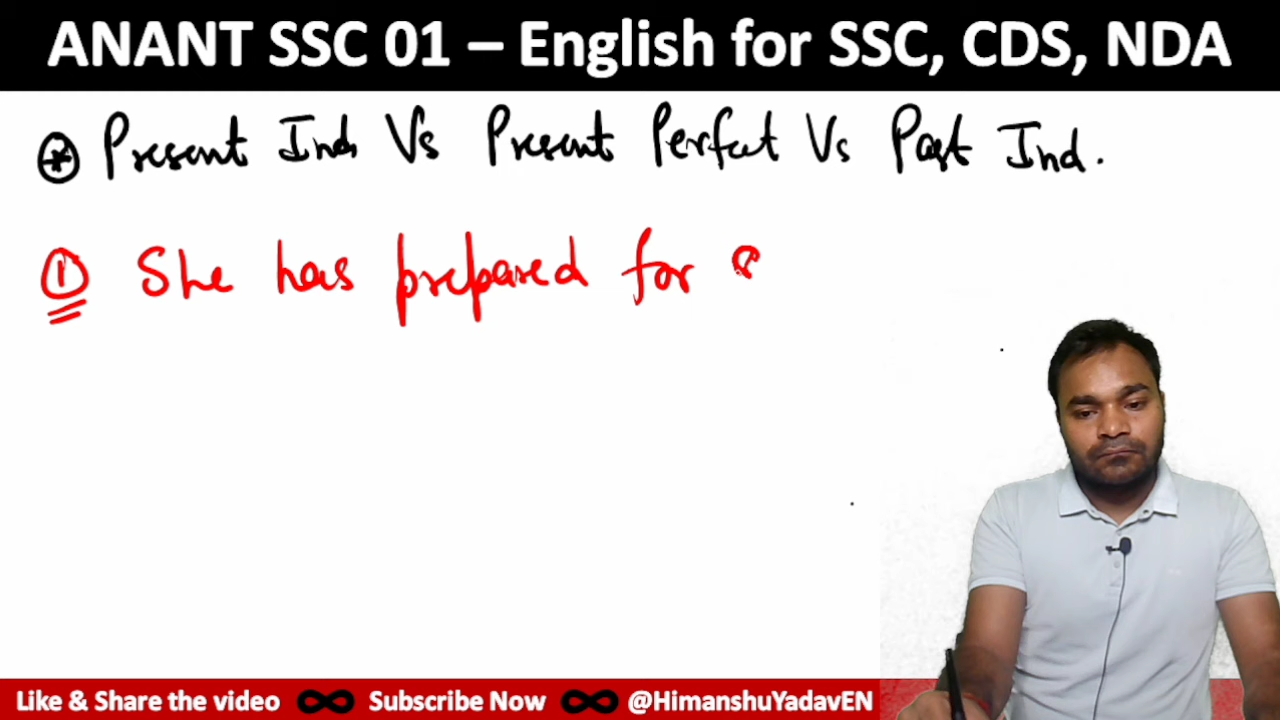 ANANT SSC 01 – English for SSC, CDS, NDA
Present Ind Vs Present Perfect Vs Past Ind.
① She has prepared for
Like & Share the video Subscribe Now @HimanshuYadavEN